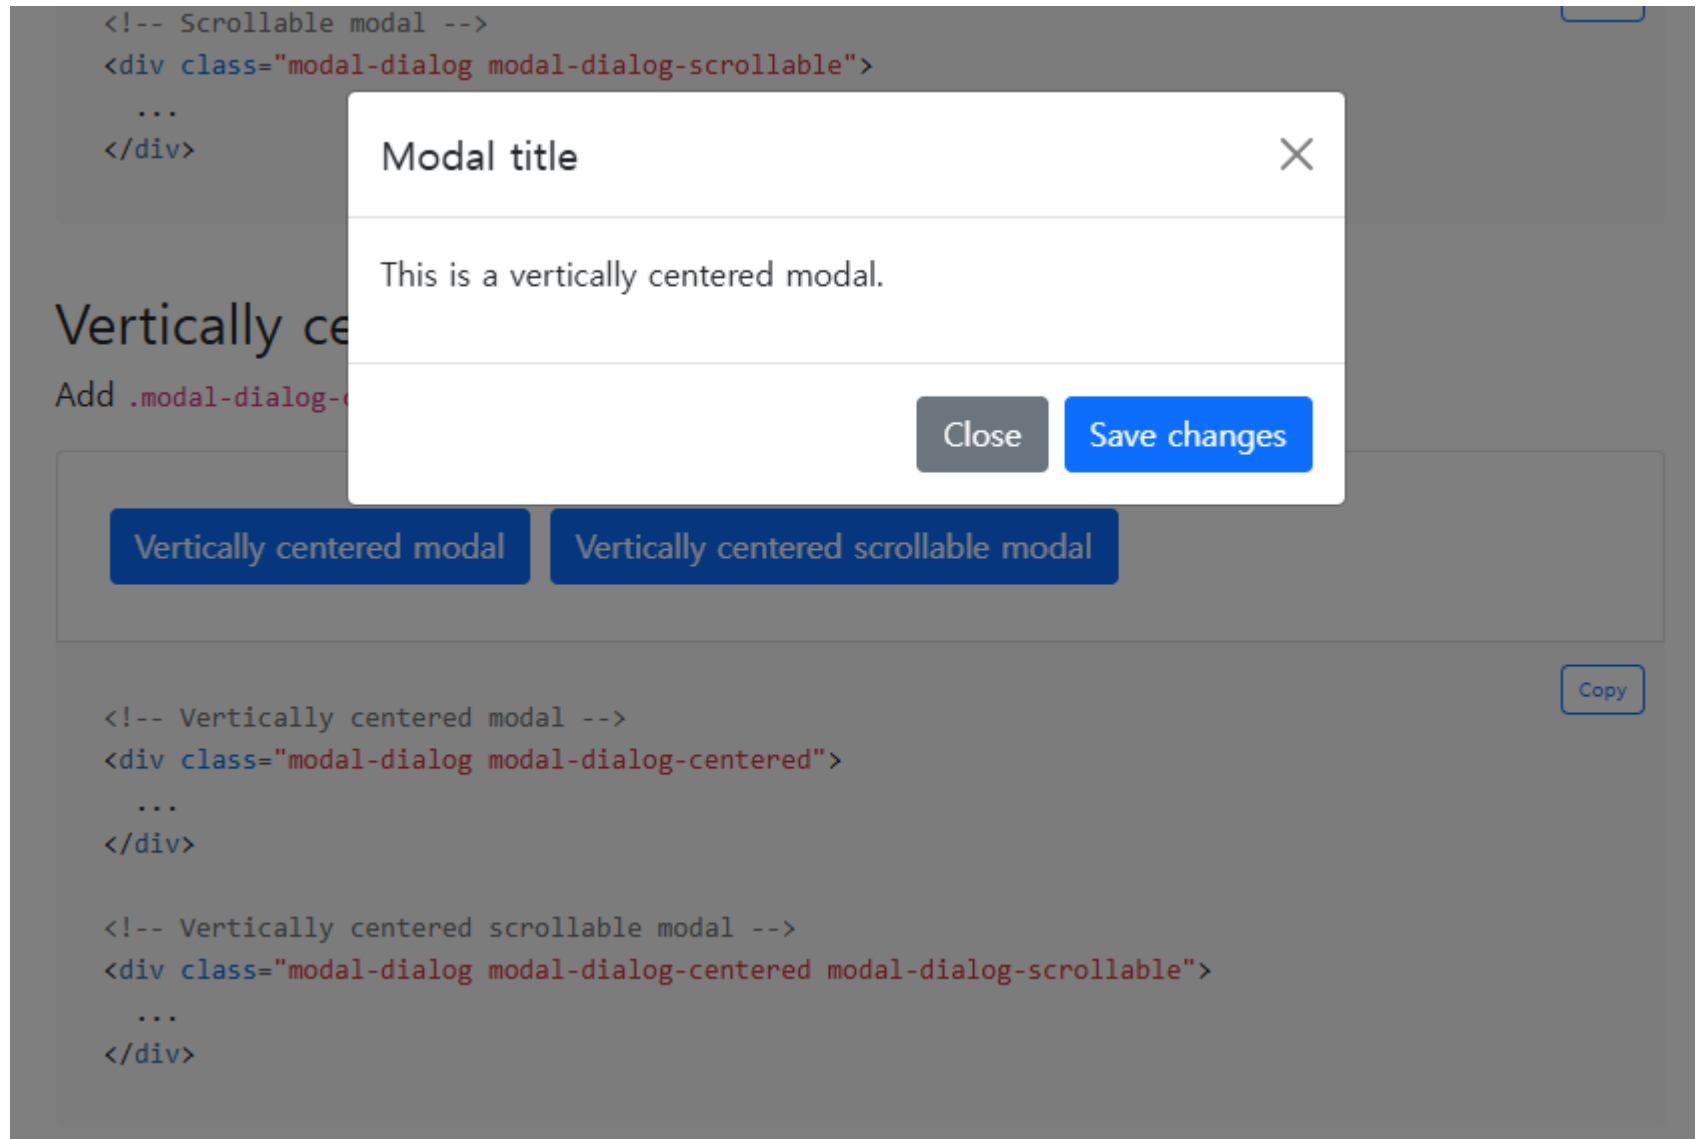 <!-- Scrollable modal -->
<div class="modal-dialog modal-dialog-scrollable">
...
</div>
Modal title
This is a vertically centered modal.
Close Save changes
Vertically
Add .modal-dialog-
Vertically centered modal Vertically centered scrollable modal
Copy
<!-- Vertically centered modal -->
<div class="modal-dialog modal-dialog-centered">
...
</div>
<!-- Vertically centered scrollable modal -->
<div class="modal-dialog modal-dialog-centered modal-dialog-scrollable">
...
</div>